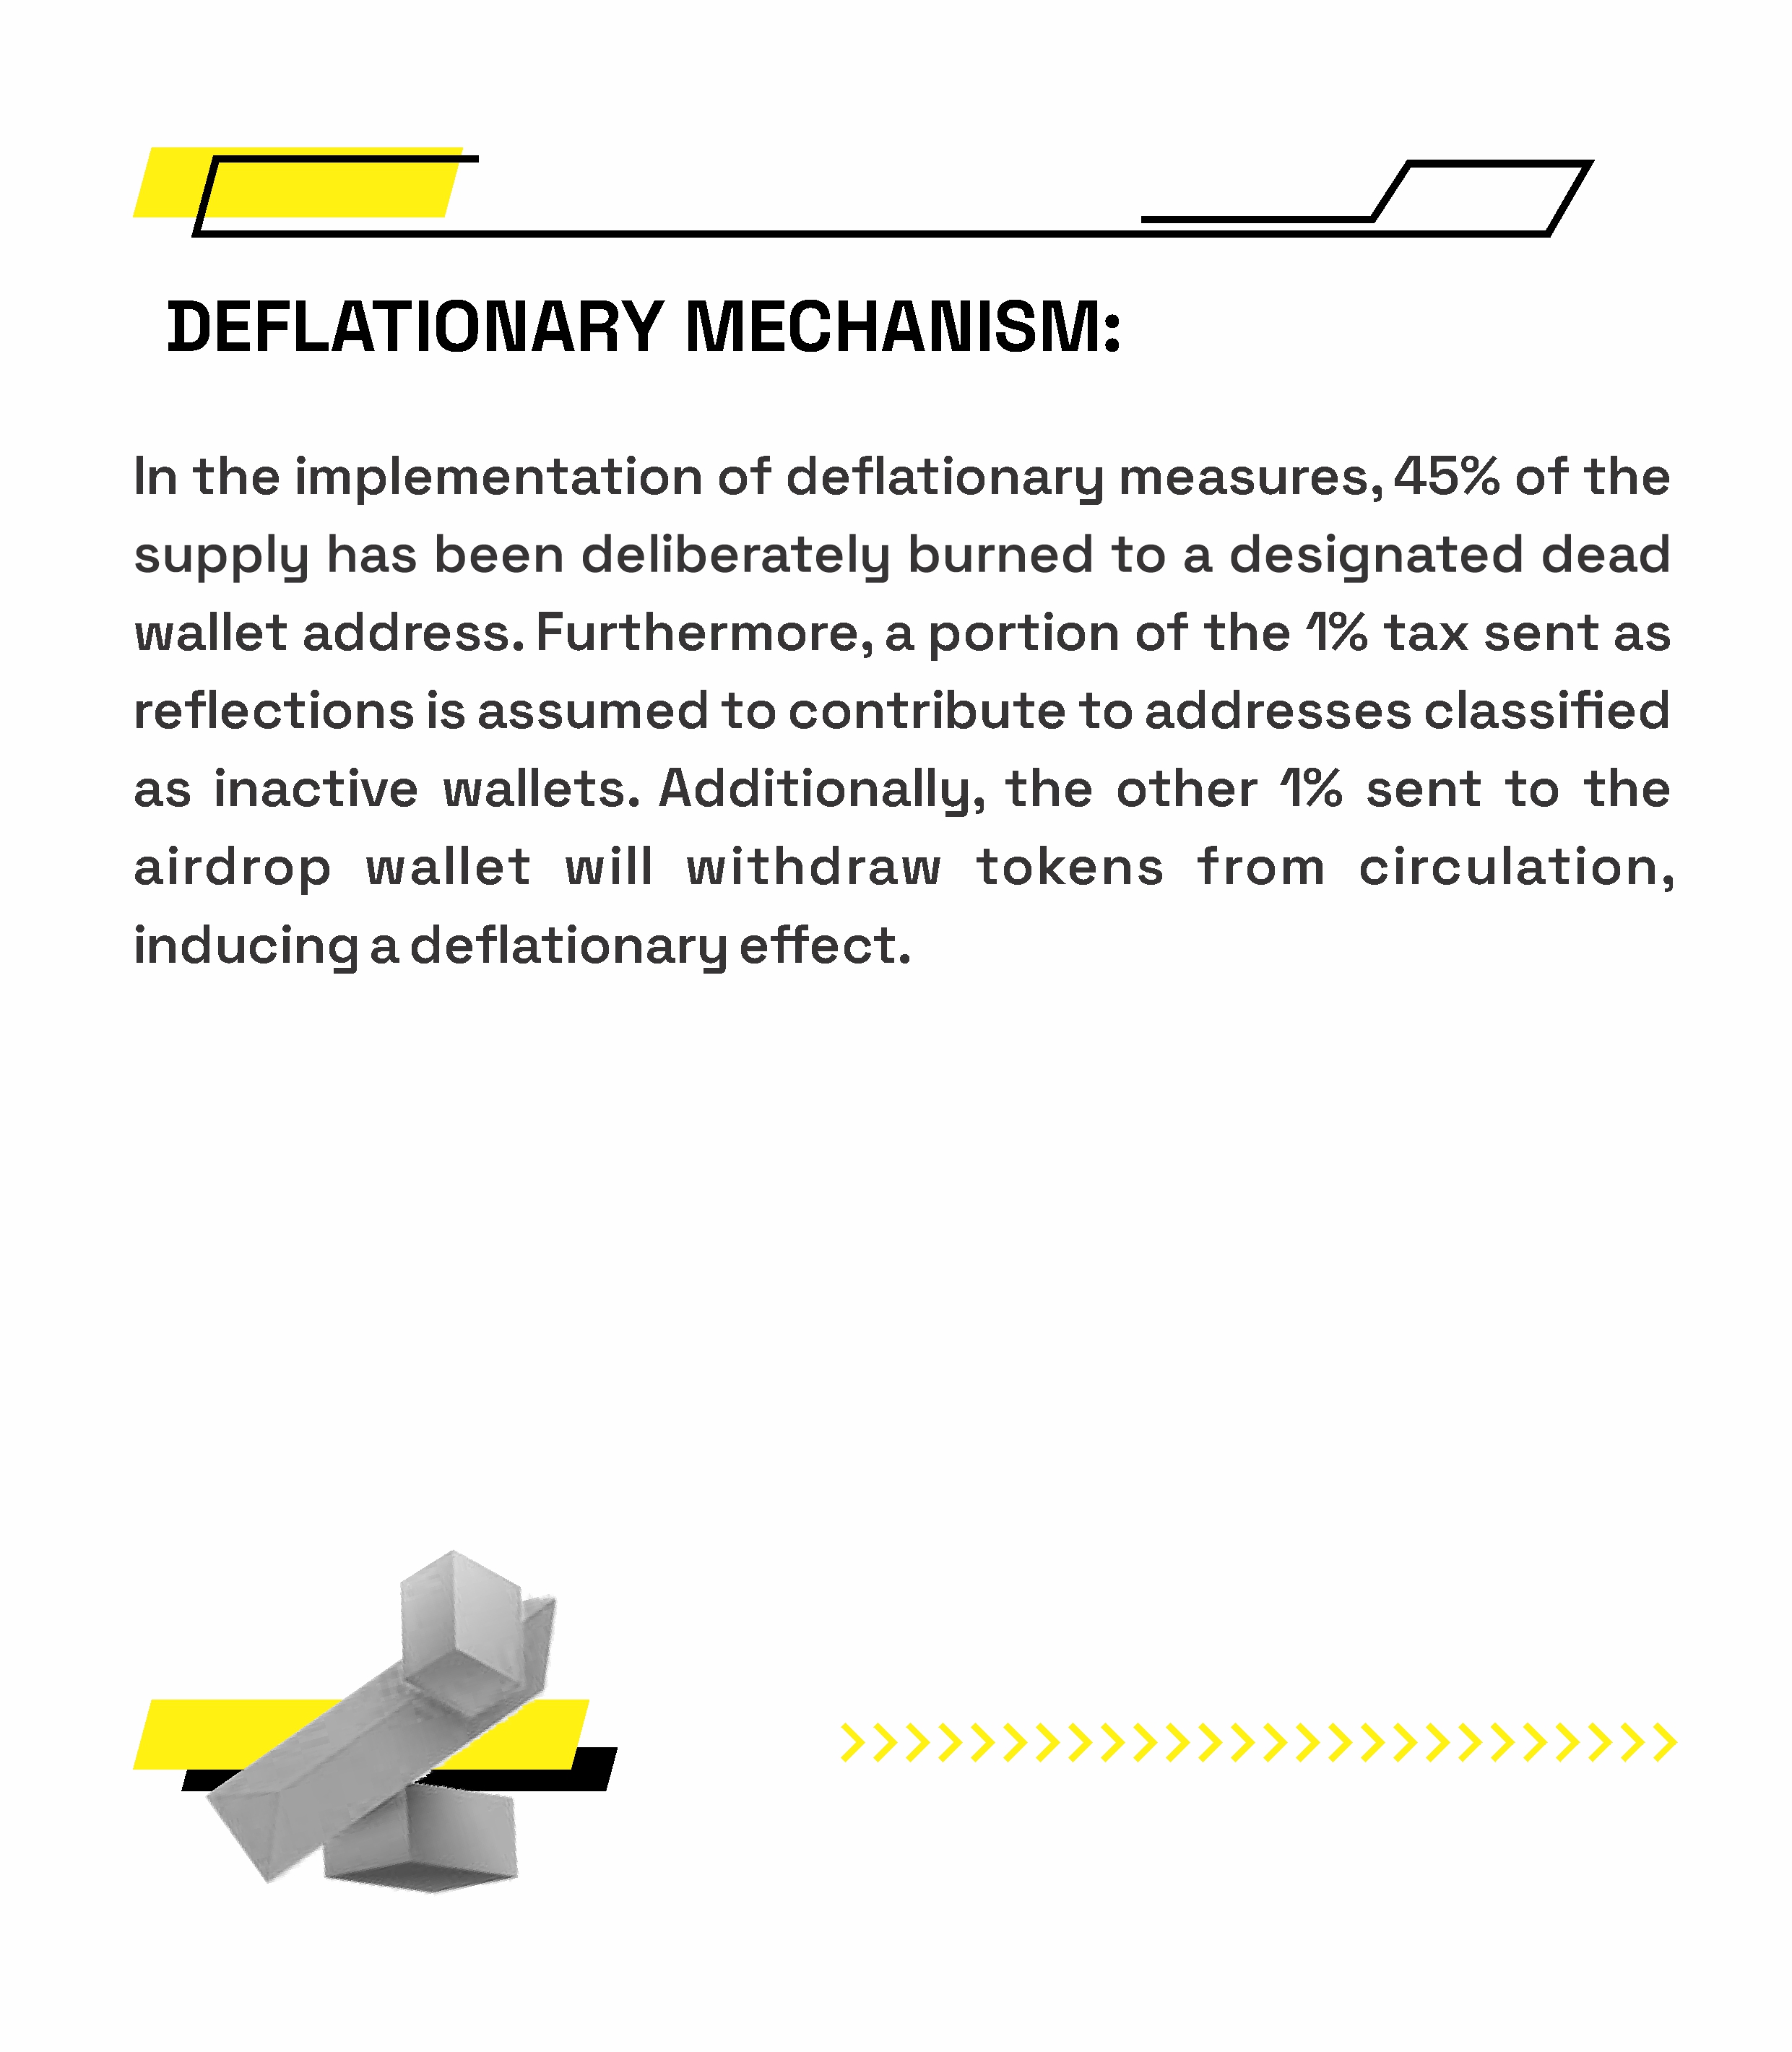 DEFLATIONARY MECHANISM:
In the implementation of deflationary measures, 45% of the
supply has been deliberately burned to a designated dead
wallet address. Furthermore, a portion of the 1% tax sent as
reflections is assumed to contribute to addresses classified
as inactive wallets. Additionally, the other 1% sent to the
airdrop wallet will withdraw tokens from circulation,
inducing a deflationary effect.